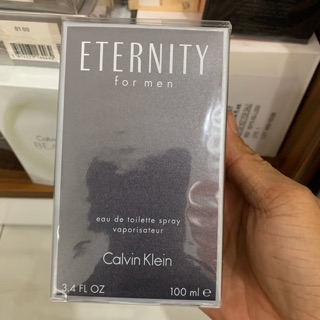 ETERNITY
for men
eau de toilette spray
vaporisateur
Calvin Klein
3.4 FL OZ 100 ml e